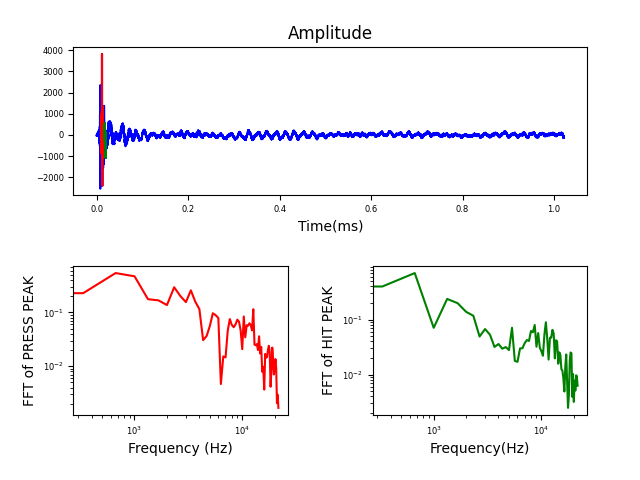 Amplitude
4000
3000
2000
1000
0
−1000
−2000
0.0 0.2 0.4 0.6 0.8 1.0
Time(ms)
FFT of PRESS PEAK
10⁻¹
10⁻²
10³ 10⁴
Frequency (Hz)
FFT of HIT PEAK
10⁻¹
10⁻²
10³ 10⁴
Frequency(Hz)